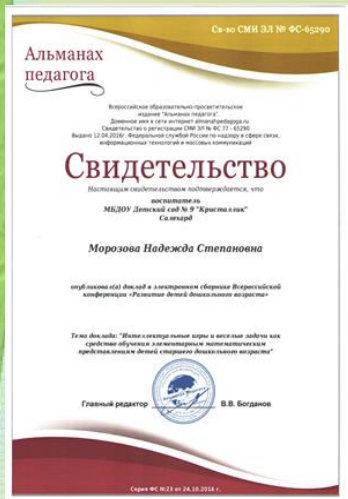 Св-во СМИ ЭЛ № ФС-65290
Альманах
педагога
Всероссийское образовательно-просветительское
издание "Альманах педагога".
Доменное имя в сети интернет almanahpedagoga.ru
Свидетельство о регистрации СМИ ЭЛ № ФС 77 - 65290
Выдано 12.04.2016г. Федеральной службой России по надзору в сфере связи,
информационных технологий и массовых коммуникаций
Свидетельство
Настоящим свидетельством подтверждается, что
воспитатель
МБДОУ Детский сад № 9 "Кристаллик"
Салехард
Морозова Надежда Степановна
опубликовал(а) доклад в электронном сборнике Всероссийской
конференции «Развитие детей дошкольного возраста»
Тема доклада: "Интеллектуальные игры и веселые задачи как
средство обучения элементарным математическим
представлениям детей старшего дошкольного возраста"
Главный редактор В.В. Богданов
Серия ФС №23 от 24.10.2016 г.